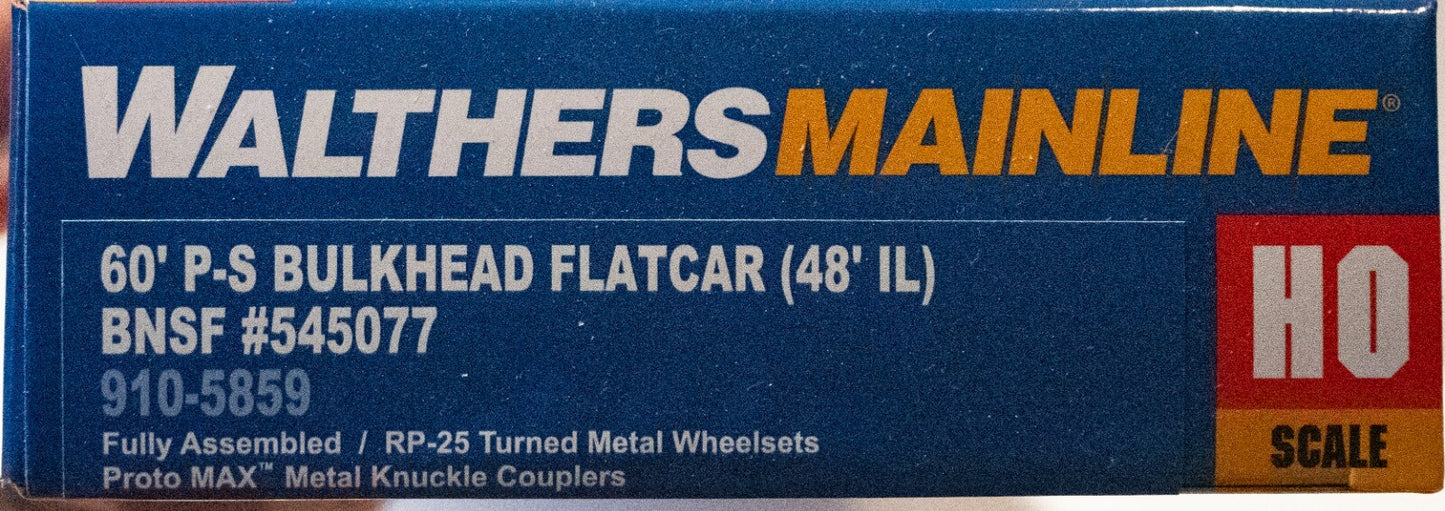 WALTHERSMAINLINE®
60' P-S BULKHEAD FLATCAR (48' IL)
BNSF #545077
910-5859
Fully Assembled / RP-25 Turned Metal Wheelsets
Proto MAX™ Metal Knuckle Couplers
HO
SCALE